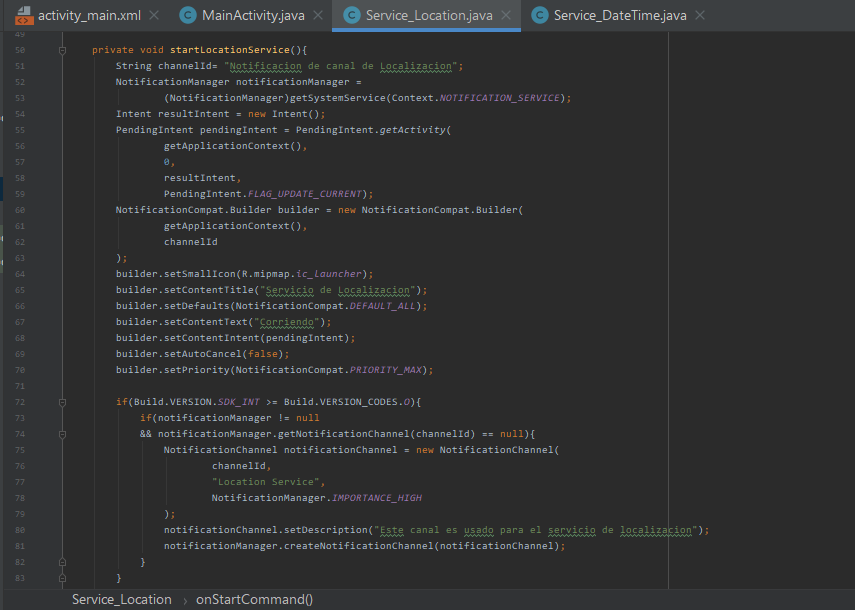 activity_main.xml MainActivity.java Service_Location.java Service_DateTime.java
49
50 private void startLocationService(){
51 String channelId= "Notificacion de canal de Localizacion";
52 NotificationManager notificationManager =
53 (NotificationManager)getSystemService(Context.NOTIFICATION_SERVICE);
54 Intent resultIntent = new Intent();
55 PendingIntent pendingIntent = PendingIntent.getActivity(
56 getApplicationContext(),
57 0,
58 resultIntent,
59 PendingIntent.FLAG_UPDATE_CURRENT);
60 NotificationCompat.Builder builder = new NotificationCompat.Builder(
61 getApplicationContext(),
62 channelId
63 );
64 builder.setSmallIcon(R.mipmap.ic_launcher);
65 builder.setContentTitle("Servicio de Localizacion");
66 builder.setDefaults(NotificationCompat.DEFAULT_ALL);
67 builder.setContentText("Corriendo");
68 builder.setContentIntent(pendingIntent);
69 builder.setAutoCancel(false);
70 builder.setPriority(NotificationCompat.PRIORITY_MAX);
71
72 if(Build.VERSION.SDK_INT >= Build.VERSION_CODES.O){
73 if(notificationManager != null
74 && notificationManager.getNotificationChannel(channelId) == null){
75 NotificationChannel notificationChannel = new NotificationChannel(
76 channelId,
77 "Location Service",
78 NotificationManager.IMPORTANCE_HIGH
79 );
80 notificationChannel.setDescription("Este canal es usado para el servicio de localizacion");
81 notificationManager.createNotificationChannel(notificationChannel);
82 }
83 }
Service_Location › onStartCommand()